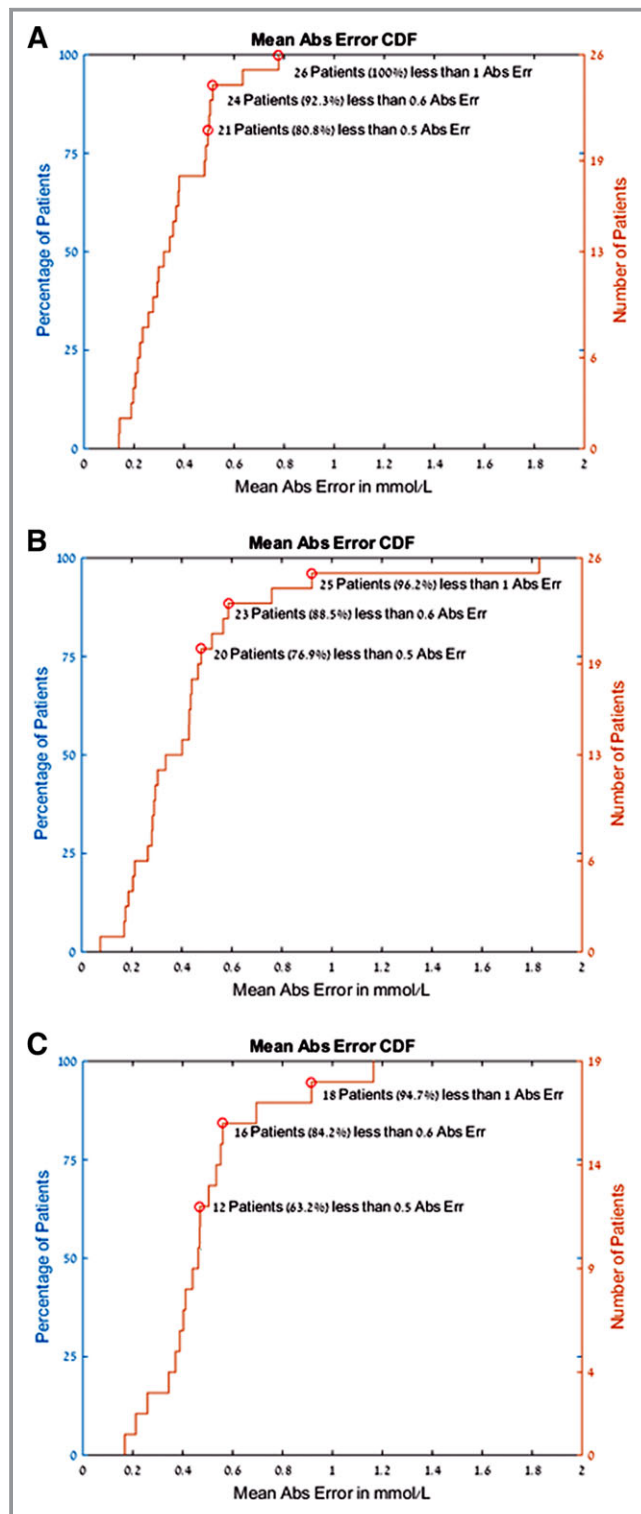 A
Mean Abs Error CDF
100
75
50
25
0
Percentage of Patients
26 Patients (100%) less than 1 Abs Err
24 Patients (92.3%) less than 0.6 Abs Err
21 Patients (80.8%) less than 0.5 Abs Err
26
19
13
6
0
Number of Patients
0 0.2 0.4 0.6 0.8 1 1.2 1.4 1.6 1.8 2
Mean Abs Error in mmol/L
B
Mean Abs Error CDF
100
75
50
25
0
Percentage of Patients
25 Patients (96.2%) less than 1 Abs Err
23 Patients (88.5%) less than 0.6 Abs Err
20 Patients (76.9%) less than 0.5 Abs Err
26
19
13
6
0
Number of Patients
0 0.2 0.4 0.6 0.8 1 1.2 1.4 1.6 1.8 2
Mean Abs Error in mmol/L
C
Mean Abs Error CDF
100
75
50
25
0
Percentage of Patients
18 Patients (94.7%) less than 1 Abs Err
16 Patients (84.2%) less than 0.6 Abs Err
12 Patients (63.2%) less than 0.5 Abs Err
19
14
9
4
0
Number of Patients
0 0.2 0.4 0.6 0.8 1 1.2 1.4 1.6 1.8 2
Mean Abs Error in mmol/L